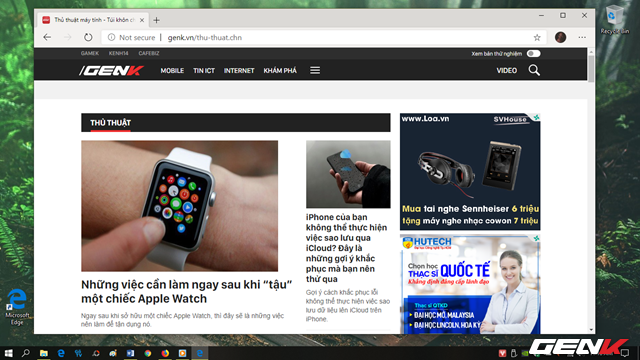 Thủ thuật máy tính - Túi khôn c
Not secure | genk.vn/thu-thuat.chn
Recycle Bin
GAMEK KENH14 CAFEBIZ
Xem bản thử nghiệm
/GENK MOBILE TIN ICT INTERNET KHÁM PHÁ
VIDEO
THỦ THUẬT
Những việc cần làm ngay sau khi “tậu”
một chiếc Apple Watch
Ngay sau khi sở hữu một chiếc Apple Watch, thì đây sẽ là những việc
nên làm để tận dụng nó.
iPhone của bạn
không thể thực hiện
việc sao lưu qua
iCloud? Đây là
những gợi ý khắc
phục mà bạn nên
thử qua
Gợi ý cách khắc phục lỗi
không thể thực hiện việc sao
lưu dữ liệu lên iCloud trên
iPhone.
www.Loa.vn
SVHouse
Mua tai nghe Sennheiser 6 triệu
tặng máy nghe nhạc cowon 7 triệu
HUTECH
Chọn học
THẠC SĨ QUỐC TẾ
Khẳng định đẳng cấp lãnh đạo
Thạc sĩ QTKD
ĐẠI HỌC MỞ, MALAYSIA
ĐẠI HỌC LINCOLN, HOA KỲ
Microsoft
Edge
GENK